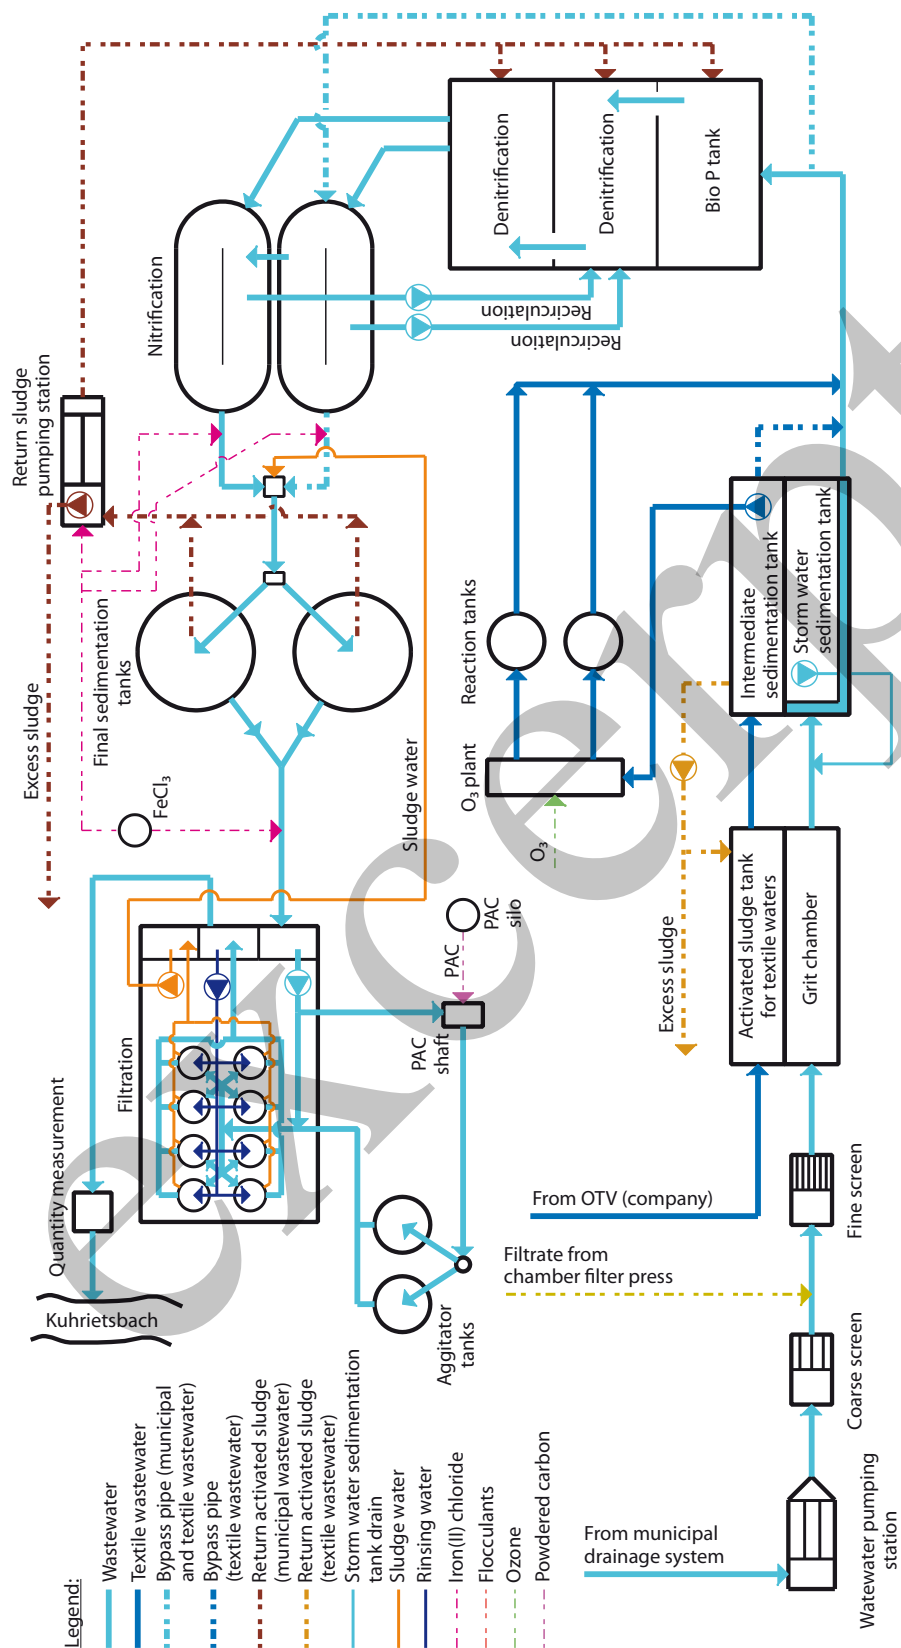 Return sludge
pumping station
Nitrification
Denitrification
Denitrification
Bio P tank
Recirculation
Recirculation
Excess sludge
Final sedimentation
tanks
FeCl₃
Sludge water
Reaction tanks
O₃ plant
O₃
Intermediate
sedimentation tank
Storm water
sedimentation tank
Excess sludge
Activated sludge tank
for textile waters
Grit chamber
PAC
silo
PAC
PAC
shaft
Filtration
Quantity measurement
Kuhrietsbach
Aggitator
tanks
From OTV (company)
Filtrate from
chamber filter press
Fine screen
Coarse screen
From municipal
drainage system
Watewater pumping
station
Legend:
Wastewater
Textile wastewater
Bypass pipe (municipal
and textile wastewater)
Bypass pipe
(textile wastewater)
Return activated sludge
(municipal wastewater)
Return activated sludge
(textile wastewater)
Storm water sedimentation
tank drain
Sludge water
Rinsing water
Iron(II) chloride
Flocculants
Ozone
Powdered carbon
excerpt